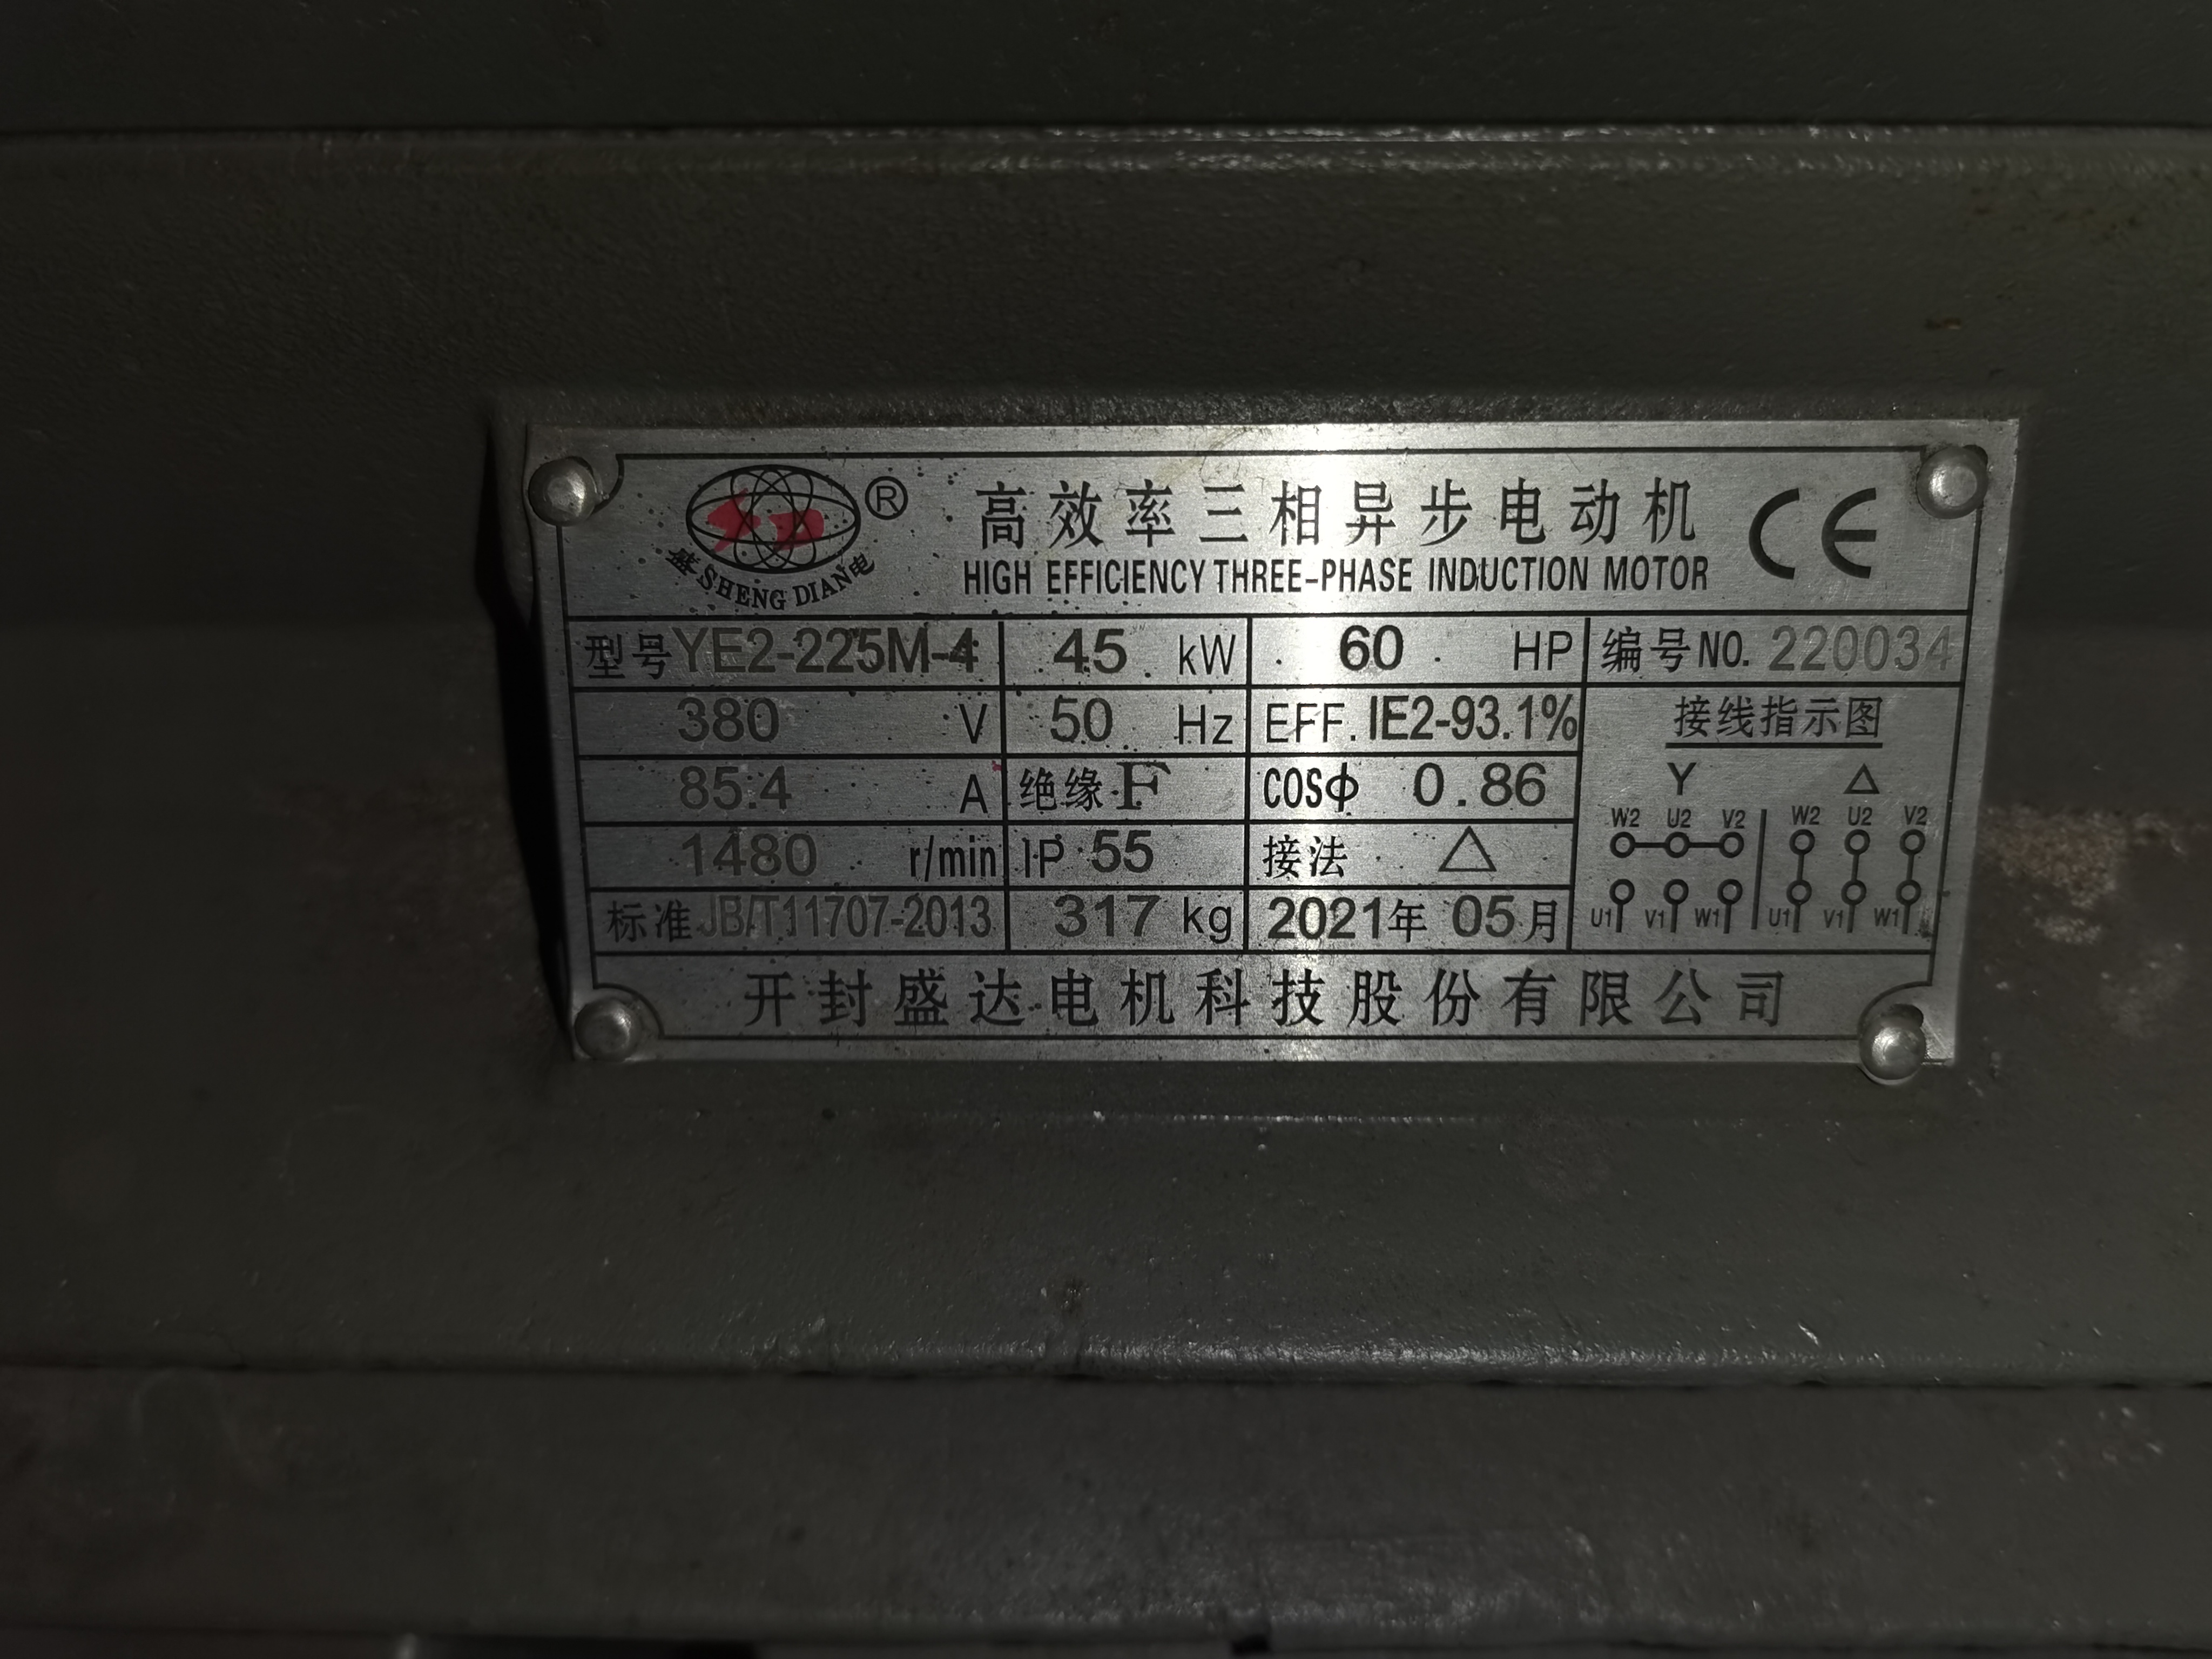 盛 SHENG DIAN 电 ®
高效率三相异步电动机 CE
HIGH EFFICIENCY THREE-PHASE INDUCTION MOTOR
型号 YE2-225M-4 45 kW 60 HP 编号 NO. 220034
380 V 50 Hz EFF. IE2-93.1% 接线指示图
85.4 A 绝缘 F COSΦ 0.86 Y △
W2 U2 V2 W2 U2 V2
1480 r/min IP 55 接法 △
标准 JB/T11707-2013 317 kg 2021年 05月 U1 V1 W1 U1 V1 W1
开封盛达电机科技股份有限公司